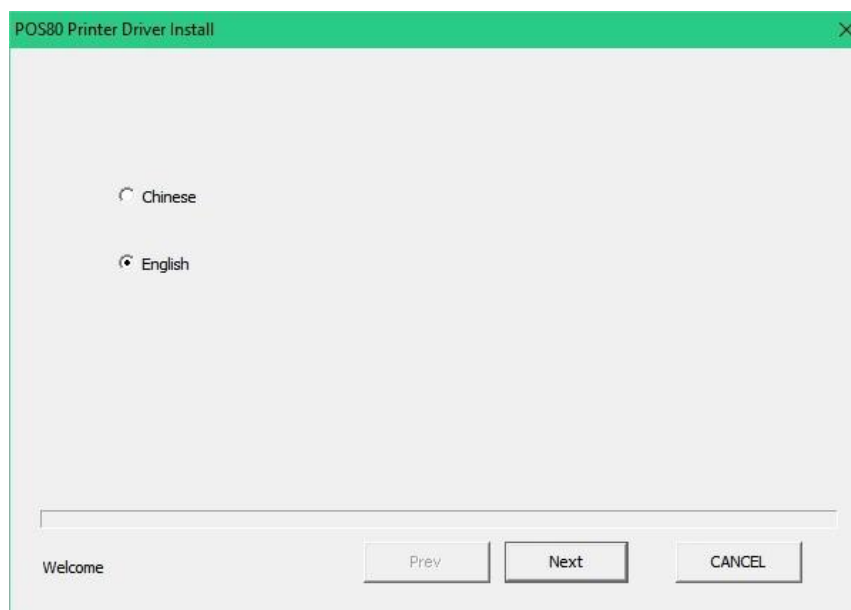 POS80 Printer Driver Install
Chinese
English
Welcome Prev Next CANCEL